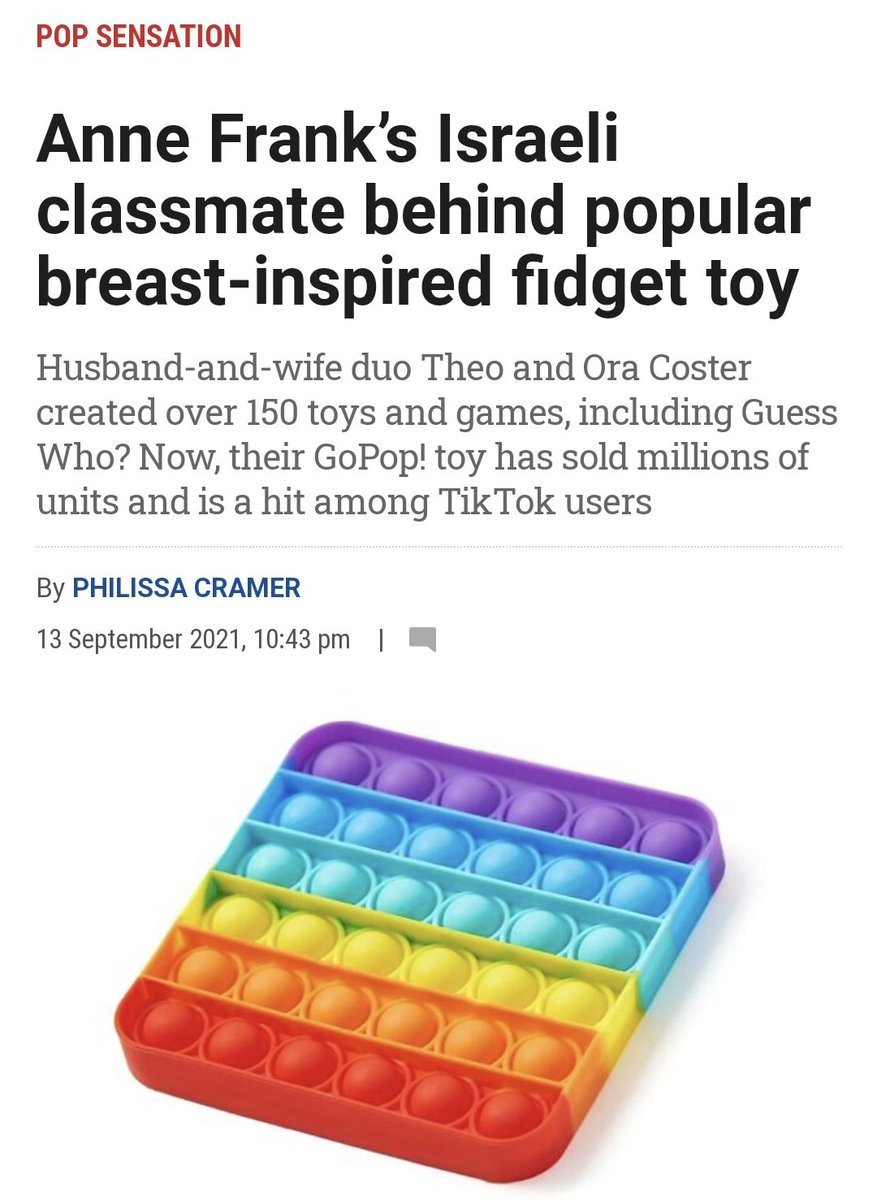 POP SENSATION
Anne Frank’s Israeli
classmate behind popular
breast-inspired fidget toy
Husband-and-wife duo Theo and Ora Coster
created over 150 toys and games, including Guess
Who? Now, their GoPop! toy has sold millions of
units and is a hit among TikTok users
By PHILISSA CRAMER
13 September 2021, 10:43 pm |